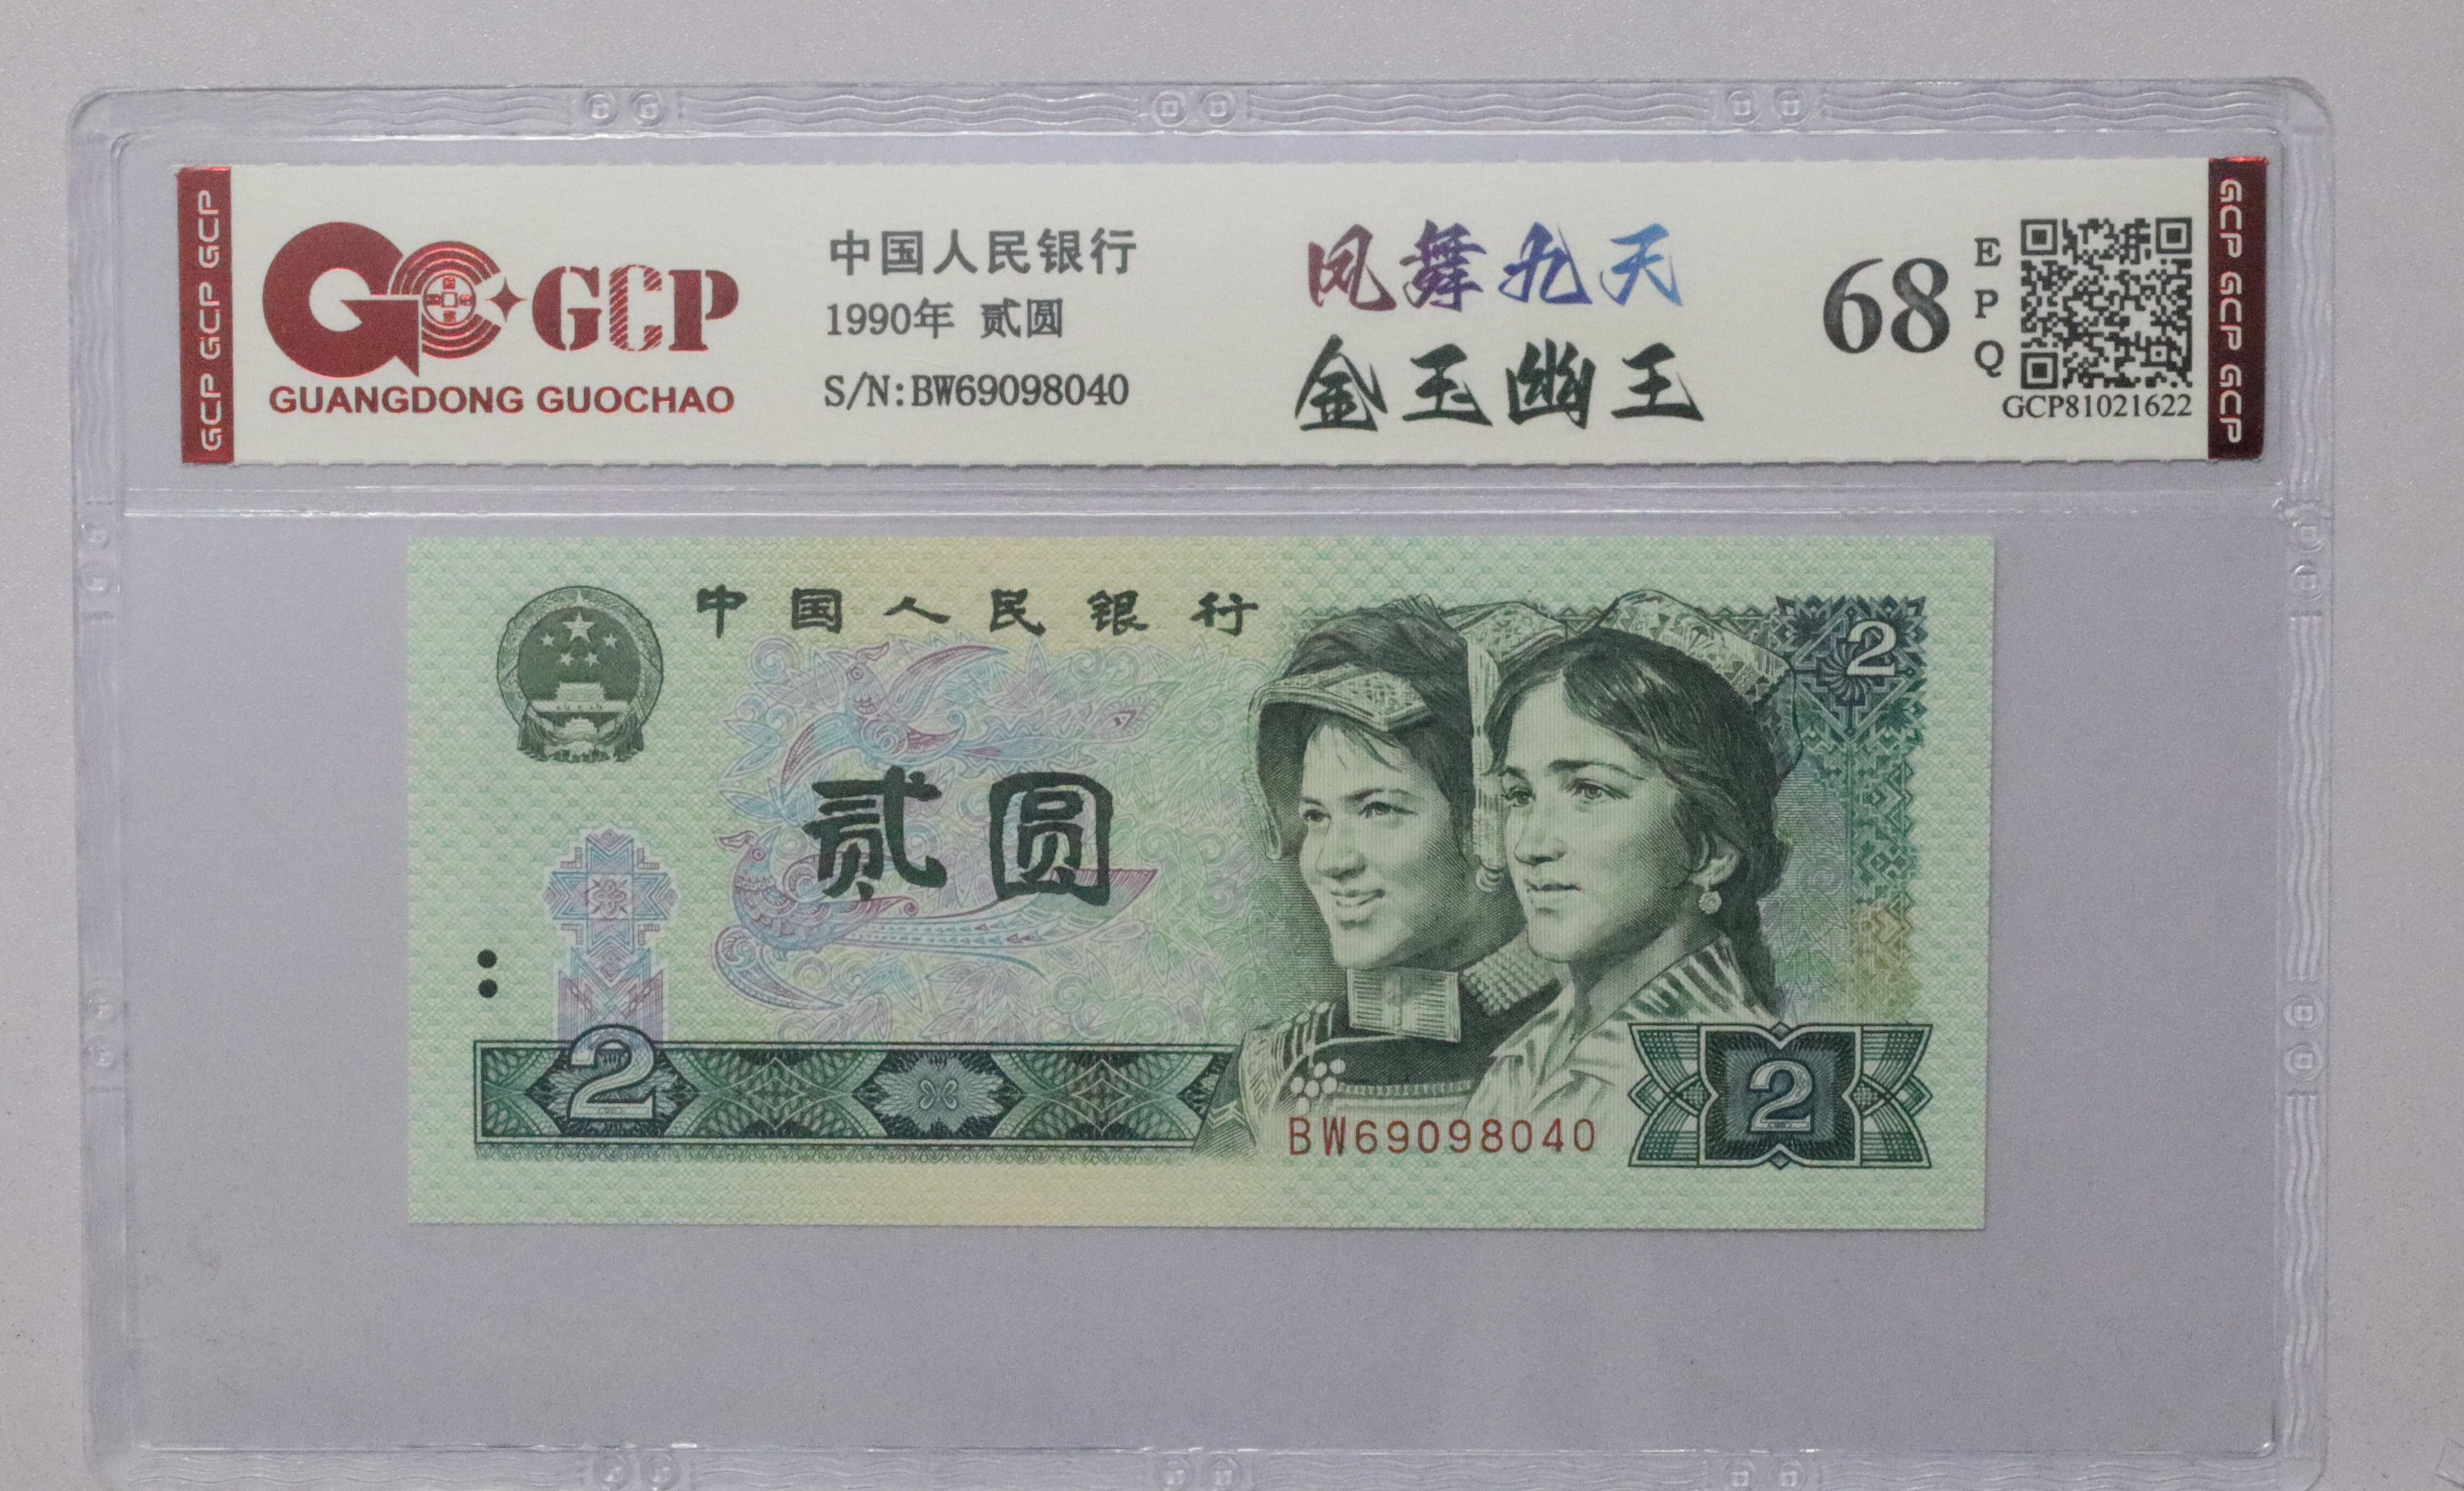 GCP GCP GCP
GCP
GUANGDONG GUOCHAO
中国人民银行
1990年 贰圆
S/N:BW69098040
凤舞九天
金玉幽王
68
EPQ
GCP81021622
GCP GCP GCP
中国人民银行
贰圆
2
2
2
BW69098040